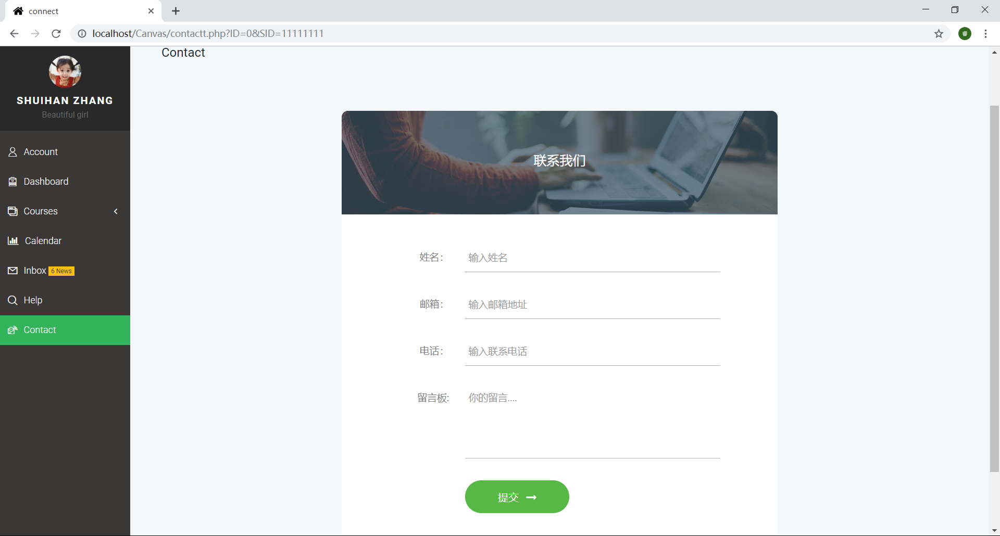 connect
localhost/Canvas/contactt.php?ID=0&SID=11111111
睿
SHUIHAN ZHANG
Beautiful girl
Account
Dashboard
Courses
Calendar
Inbox 6 News
Help
Contact
Contact
联系我们
姓名：
输入姓名
邮箱：
输入邮箱地址
电话：
输入联系电话
留言板:
你的留言....
提交